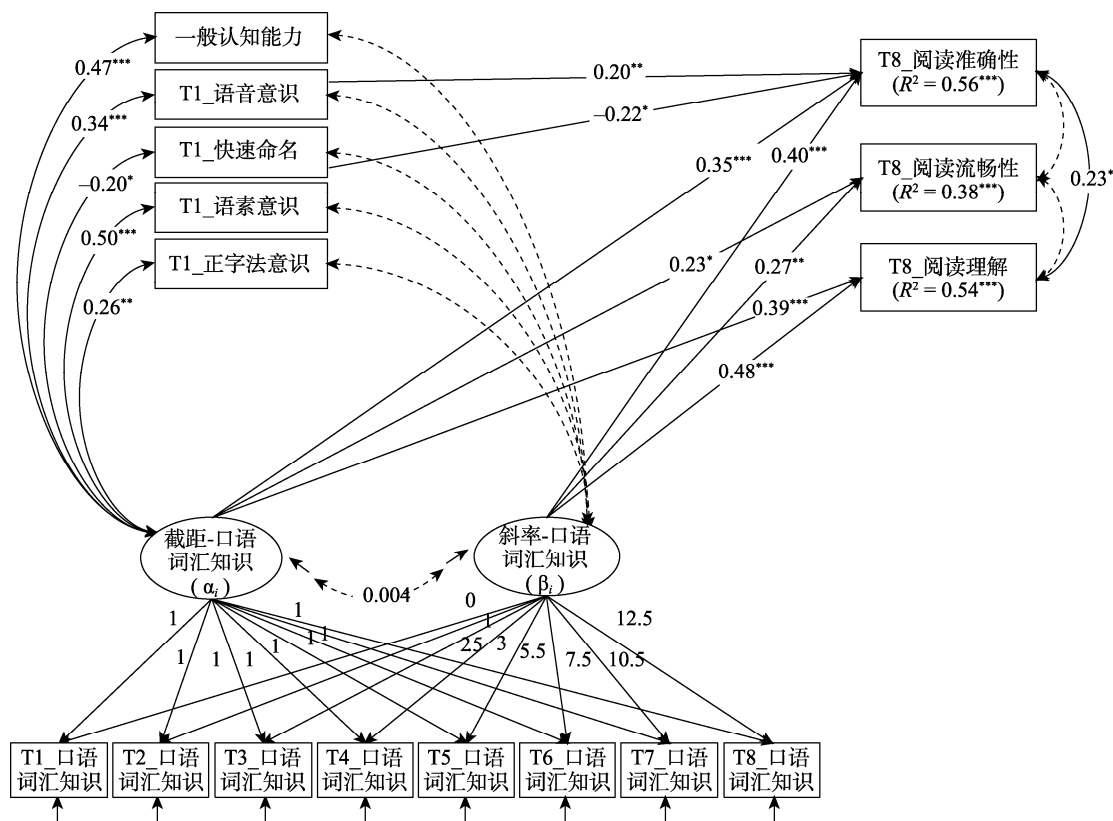 一般认知能力
T1_语音意识
T1_快速命名
T1_语素意识
T1_正字法意识
0.47***
0.34***
–0.20*
0.50***
0.26**
0.20**
–0.22*
0.35***
0.40***
0.23*
0.27**
0.39***
0.48***
T8_阅读准确性
(R² = 0.56***)
T8_阅读流畅性
(R² = 0.38***)
T8_阅读理解
(R² = 0.54***)
0.23*
截距-口语
词汇知识
( αᵢ )
斜率-口语
词汇知识
( βᵢ )
0.004
1
1
1
1
1
1
1
1
0
1
25
3
5.5
7.5
10.5
12.5
T1_口语
词汇知识
T2_口语
词汇知识
T3_口语
词汇知识
T4_口语
词汇知识
T5_口语
词汇知识
T6_口语
词汇知识
T7_口语
词汇知识
T8_口语
词汇知识